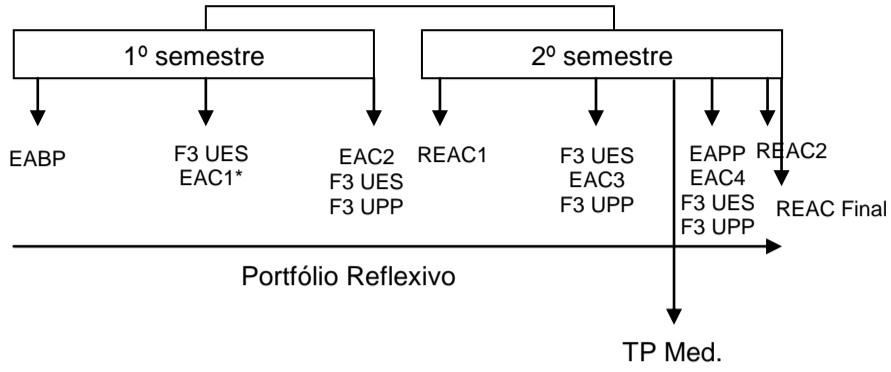 1º semestre
2º semestre
EABP
F3 UES
EAC1*
EAC2
F3 UES
F3 UPP
REAC1
F3 UES
EAC3
F3 UPP
EAPP
EAC4
F3 UES
F3 UPP
REAC2
REAC Final
Portfólio Reflexivo
TP Med.